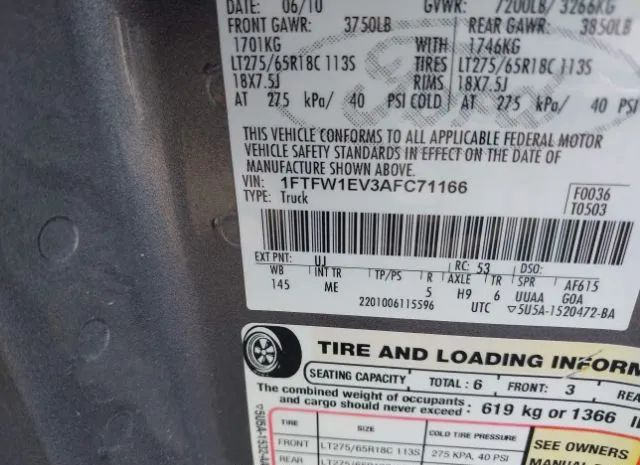 DATE: 06/10 GVWR: 7200LB/ 3266KG
FRONT GAWR: 3750LB REAR GAWR: 3850LB
1701KG WITH 1746KG
LT275/65R18C 113S TIRES LT275/65R18C 113S
18X7.5J RIMS 18X7.5J
AT 275 kPa/ 40 PSI COLD AT 275 kPa/ 40 PSI
THIS VEHICLE CONFORMS TO ALL APPLICABLE FEDERAL MOTOR
VEHICLE SAFETY STANDARDS IN EFFECT ON THE DATE OF
MANUFACTURE SHOWN ABOVE.
VIN: 1FTFW1EV3AFC71166 F0036
TYPE: Truck T0503
EXT PNT: UJ RC: 53 DSO:
WB INT TR TP/PS R AXLE TR SPR AF615
145 ME 5 H9 6 UUAA G0A
2201006115596 UTC ▽5U5A-1520472-BA
TIRE AND LOADING INFORM
SEATING CAPACITY TOTAL : 6 FRONT: 3 REA
The combined weight of occupants
and cargo should never exceed : 619 kg or 1366
TIRE SIZE COLD TIRE PRESSURE
FRONT LT275/65R18C 113S 275 KPA, 40 PSI
REAR LT275/65R18C 113S
SEE OWNERS
MANUAL